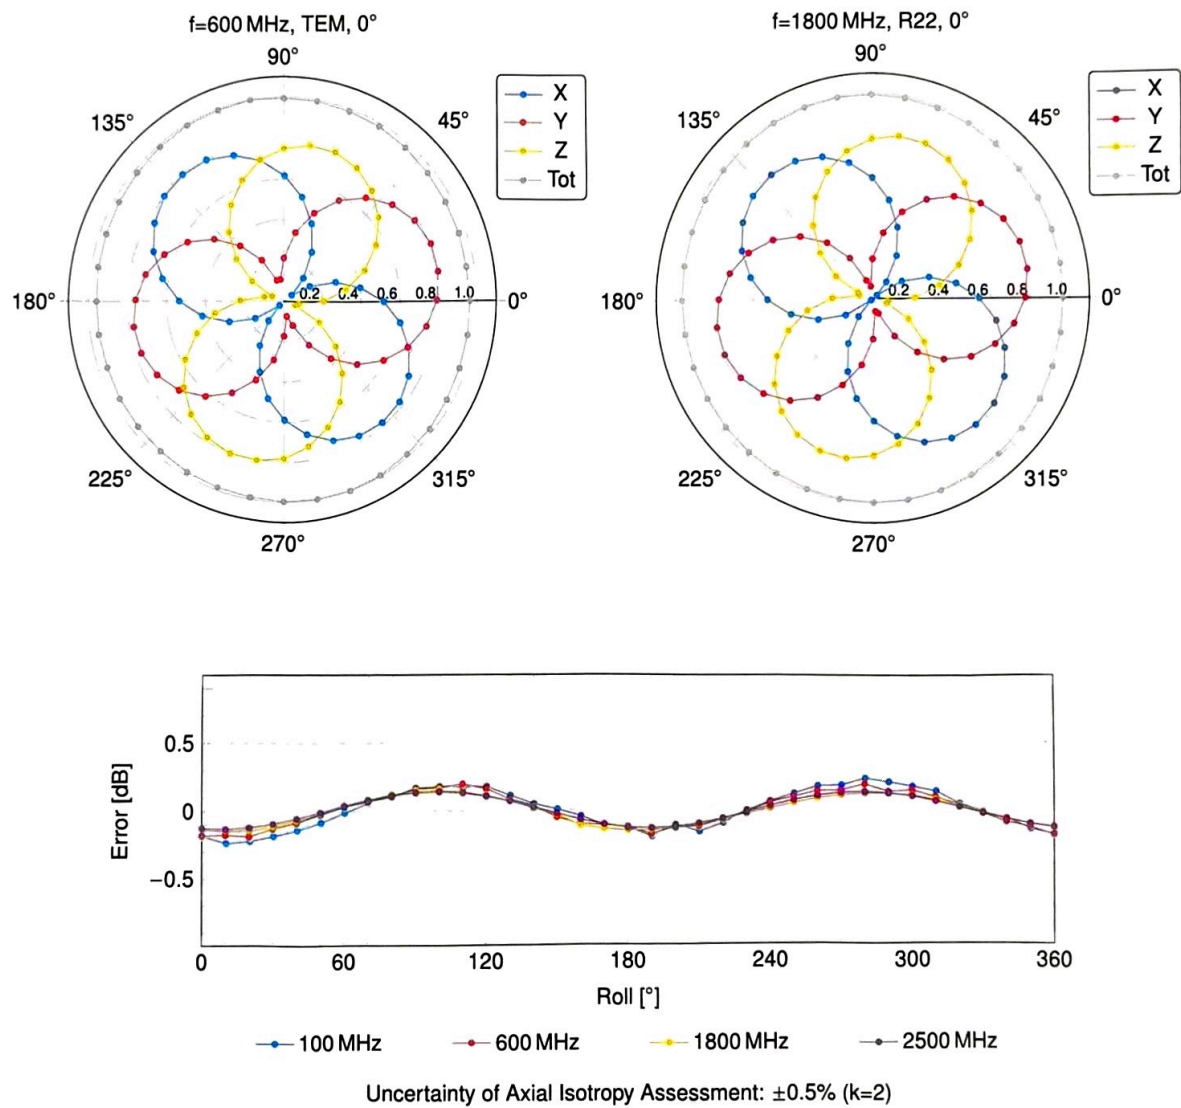 f=600 MHz, TEM, 0°
90°
135°
45°
X
Y
Z
Tot
180°
0.2 0.4 0.6 0.8 1.0
0°
225°
315°
270°
f=1800 MHz, R22, 0°
90°
135°
45°
X
Y
Z
Tot
180°
0.2 0.4 0.6 0.8 1.0
0°
225°
315°
270°
Error [dB]
0.5
0
−0.5
0 60 120 180 240 300 360
Roll [°]
100 MHz 600 MHz 1800 MHz 2500 MHz
Uncertainty of Axial Isotropy Assessment: ±0.5% (k=2)